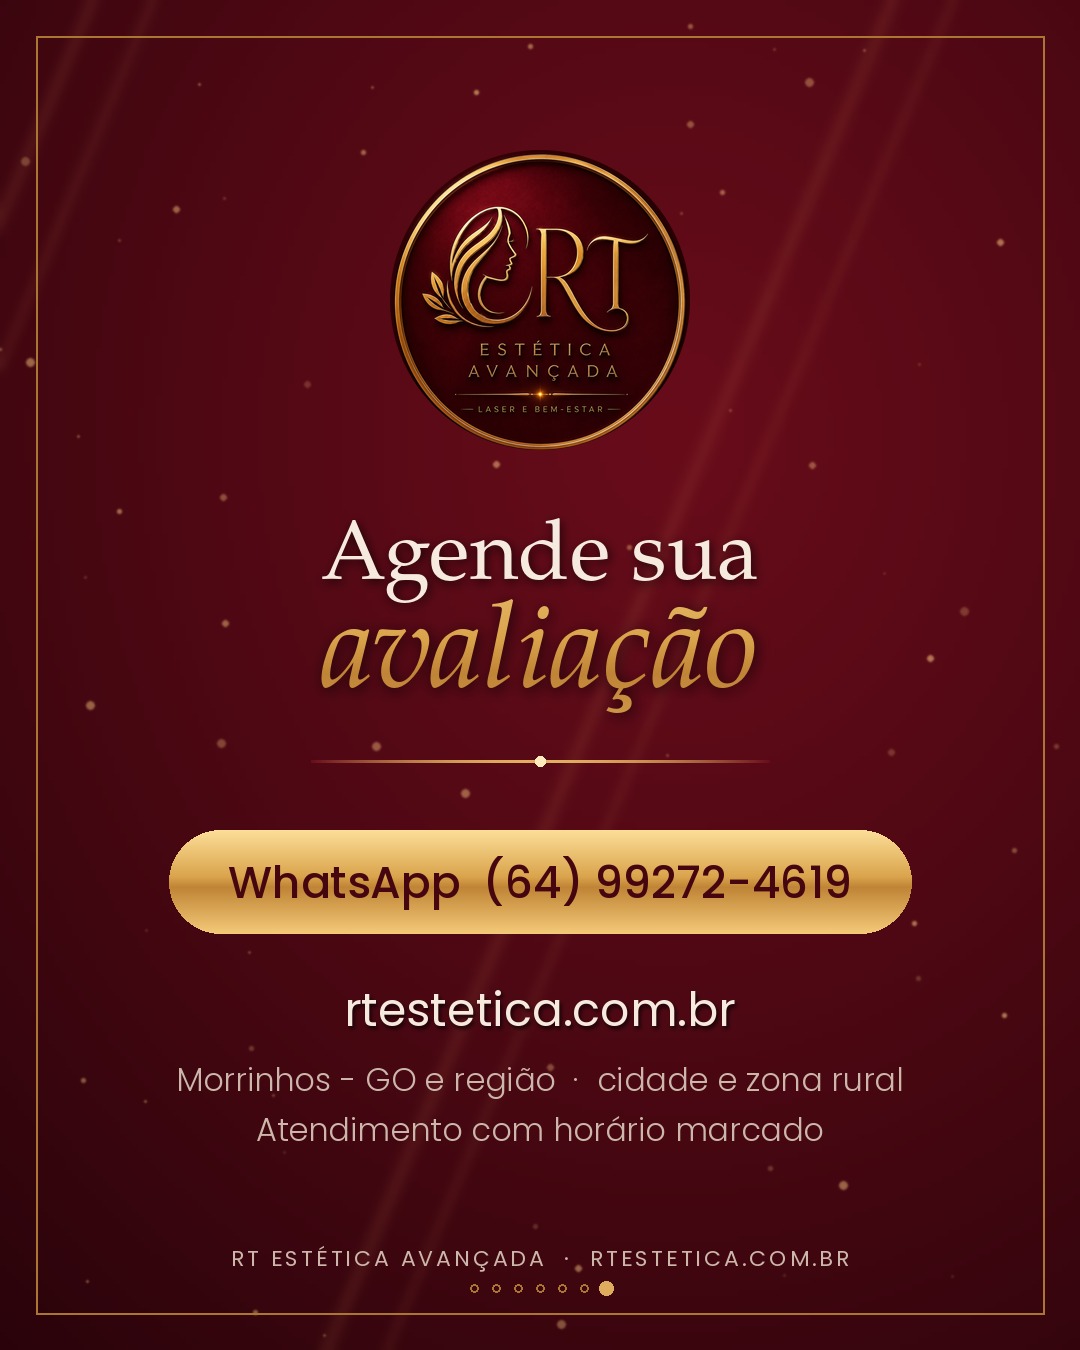 RT
ESTÉTICA
AVANÇADA
LASER E BEM-ESTAR
Agende sua
avaliação
WhatsApp (64) 99272-4619
rtestetica.com.br
Morrinhos - GO e região · cidade e zona rural
Atendimento com horário marcado
RT ESTÉTICA AVANÇADA · RTESTETICA.COM.BR